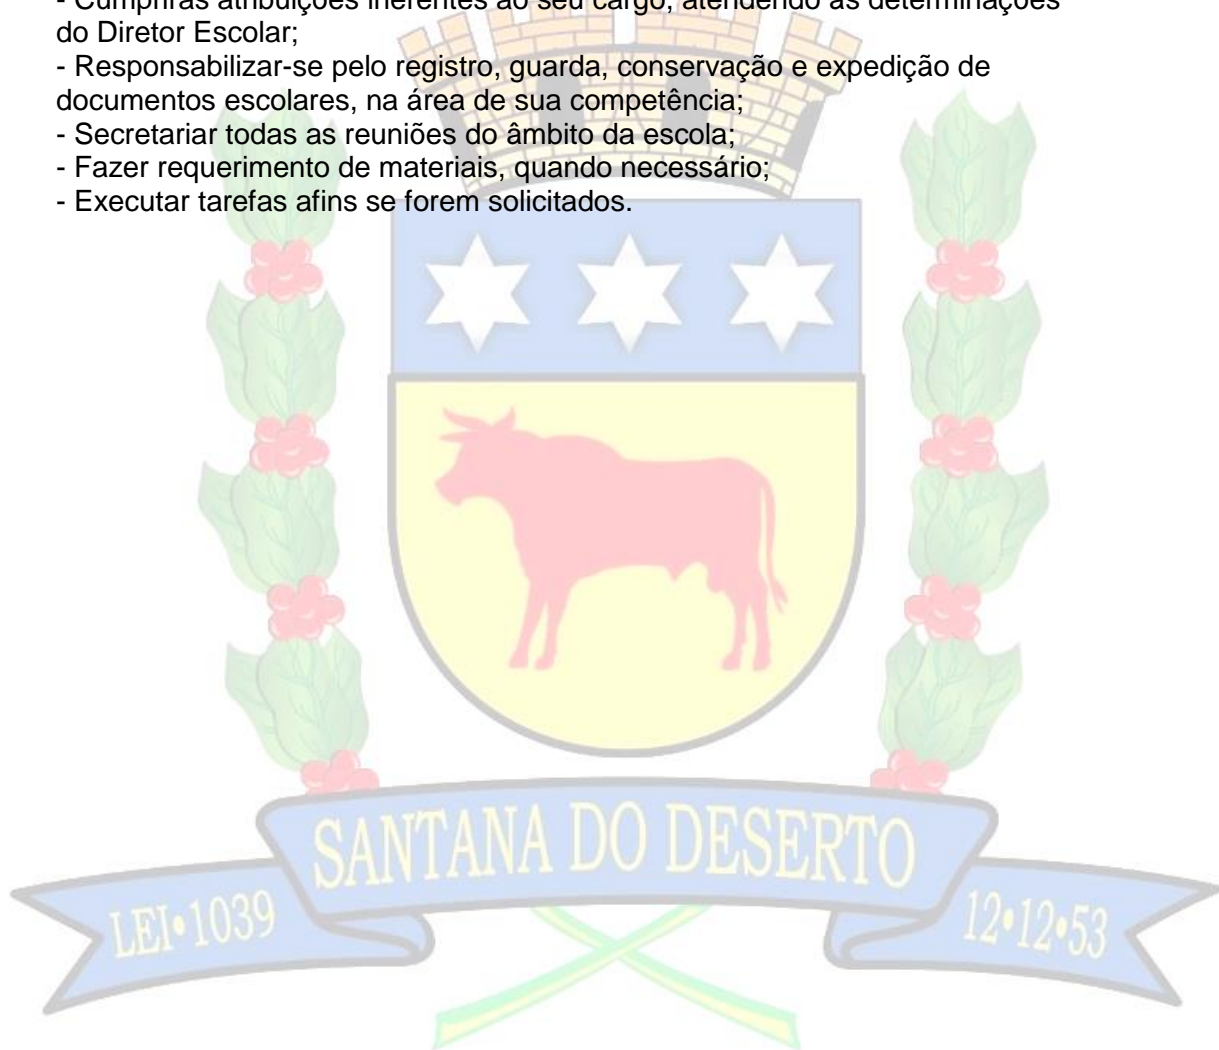 - Cumpriras atribuições inerentes ao seu cargo, atendendo às determinações
do Diretor Escolar;
- Responsabilizar-se pelo registro, guarda, conservação e expedição de
documentos escolares, na área de sua competência;
- Secretariar todas as reuniões do âmbito da escola;
- Fazer requerimento de materiais, quando necessário;
- Executar tarefas afins se forem solicitados.
SANTANA DO DESERTO
LEI•1039
12•12•53